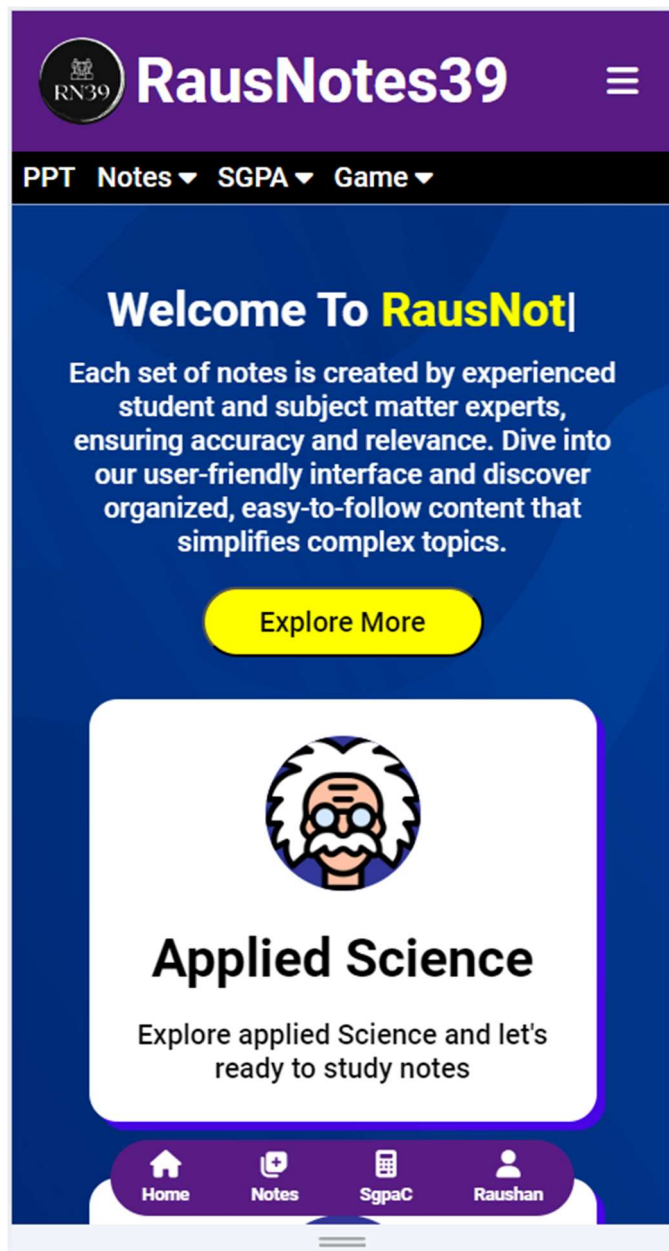 RN39 RausNotes39
PPT Notes SGPA Game
Welcome To RausNot|
Each set of notes is created by experienced
student and subject matter experts,
ensuring accuracy and relevance. Dive into
our user-friendly interface and discover
organized, easy-to-follow content that
simplifies complex topics.
Explore More
Applied Science
Explore applied Science and let's
ready to study notes
Home Notes SgpaC Raushan